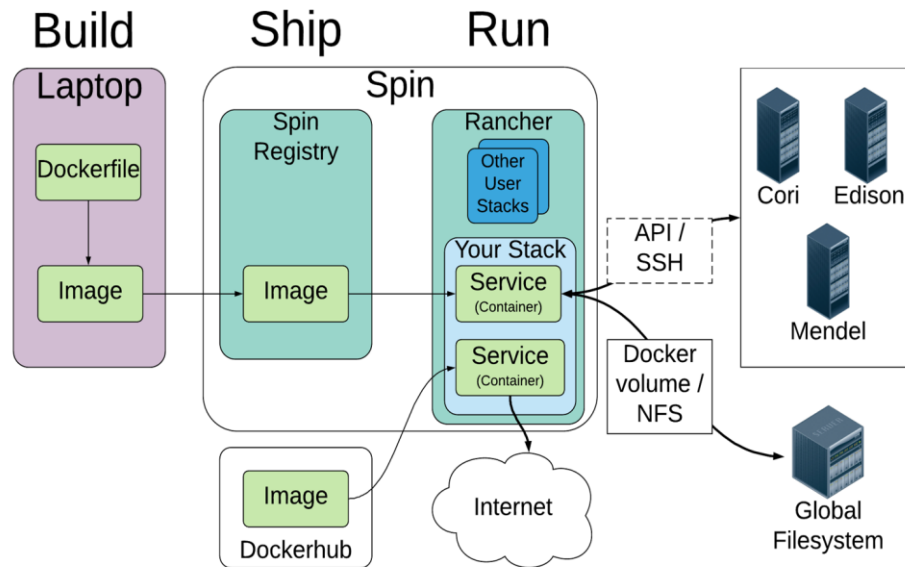 Build
Ship
Run
Laptop
Dockerfile
Image
Spin
Spin
Registry
Image
Rancher
Other
User
Stacks
Your Stack
Service
(Container)
Service
(Container)
Image
Dockerhub
Internet
API /
SSH
Docker
volume /
NFS
Cori
Edison
Mendel
Global
Filesystem